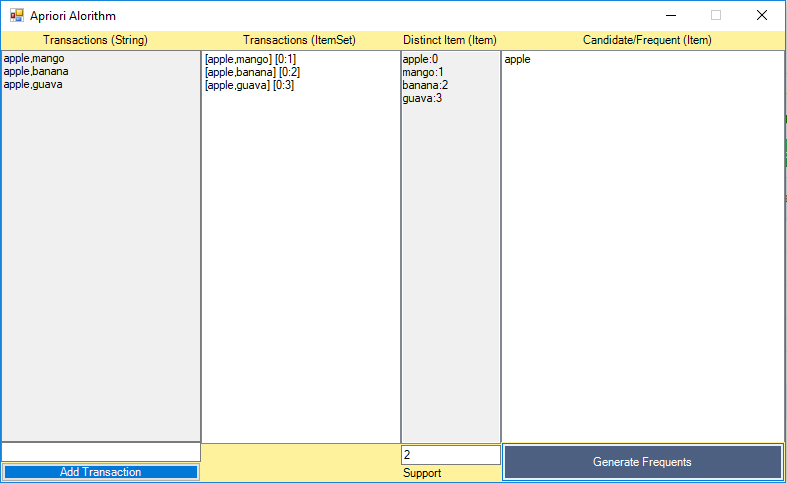 Apriori Alorithm
Transactions (String)
Transactions (ItemSet)
Distinct Item (Item)
Candidate/Frequent (Item)
apple,mango
apple,banana
apple,guava
[apple,mango] [0:1]
[apple,banana] [0:2]
[apple,guava] [0:3]
apple:0
mango:1
banana:2
guava:3
apple
Add Transaction
2
Support
Generate Frequents